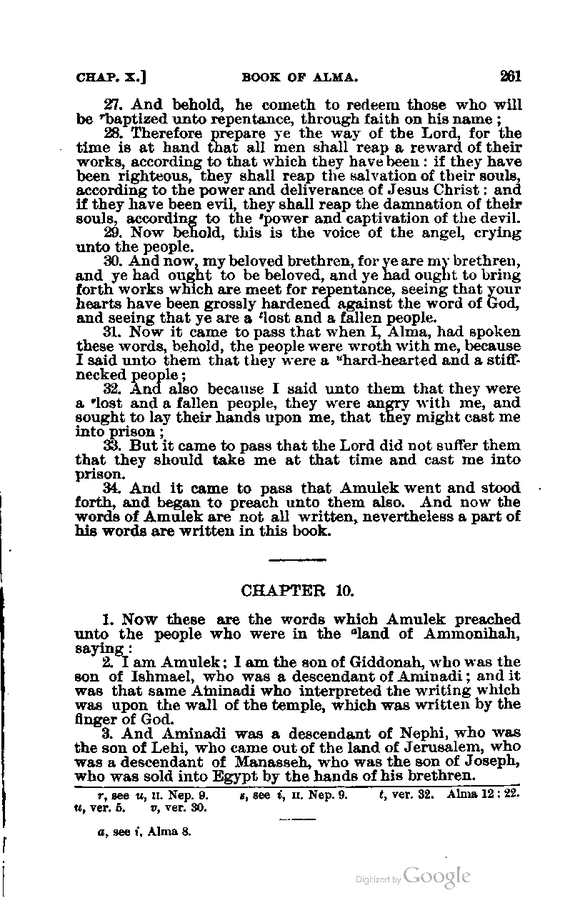 CHAP. X.] BOOK OF ALMA. 261
27. And behold, he cometh to redeem those who will
be ʳbaptized unto repentance, through faith on his name;
28. Therefore prepare ye the way of the Lord, for the
time is at hand that all men shall reap a reward of their
works, according to that which they have been: if they have
been righteous, they shall reap the salvation of their souls,
according to the power and deliverance of Jesus Christ: and
if they have been evil, they shall reap the damnation of their
souls, according to the ˢpower and captivation of the devil.
29. Now behold, this is the voice of the angel, crying
unto the people.
30. And now, my beloved brethren, for ye are my brethren,
and ye had ought to be beloved, and ye had ought to bring
forth works which are meet for repentance, seeing that your
hearts have been grossly hardened against the word of God,
and seeing that ye are a ᵗlost and a fallen people.
31. Now it came to pass that when I, Alma, had spoken
these words, behold, the people were wroth with me, because
I said unto them that they were a ᵘhard-hearted and a stiff-
necked people;
32. And also because I said unto them that they were
a ᵛlost and a fallen people, they were angry with me, and
sought to lay their hands upon me, that they might cast me
into prison;
33. But it came to pass that the Lord did not suffer them
that they should take me at that time and cast me into
prison.
34. And it came to pass that Amulek went and stood
forth, and began to preach unto them also. And now the
words of Amulek are not all written, nevertheless a part of
his words are written in this book.
CHAPTER 10.
1. Now these are the words which Amulek preached
unto the people who were in the ᵃland of Ammonihah,
saying:
2. I am Amulek; I am the son of Giddonah, who was the
son of Ishmael, who was a descendant of Aminadi; and it
was that same Aminadi who interpreted the writing which
was upon the wall of the temple, which was written by the
finger of God.
3. And Aminadi was a descendant of Nephi, who was
the son of Lehi, who came out of the land of Jerusalem, who
was a descendant of Manasseh, who was the son of Joseph,
who was sold into Egypt by the hands of his brethren.
r, see u, II. Nep. 9. s, see i, II. Nep. 9. t, ver. 32. Alma 12:22.
u, ver. 5. v, ver. 30.
a, see i, Alma 8.
Digitized by Google